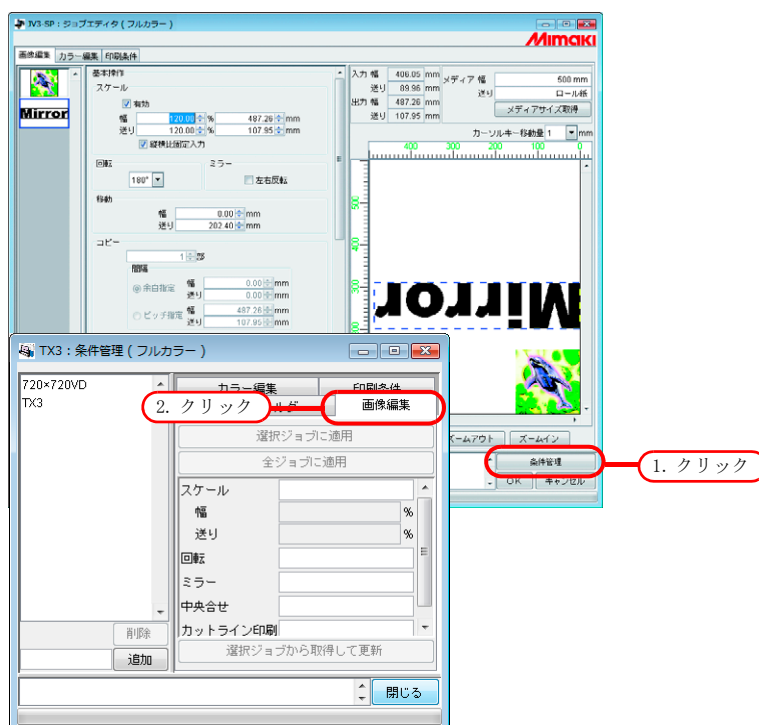 JV3-SP : ジョブエディタ ( フルカラー )
Mimaki
画像編集 カラー編集 印刷条件
Mirror
基本操作
スケール
有効
幅 120.00 % 487.26 mm
送り 120.00 % 107.95 mm
縦横比固定入力
回転 ミラー
180° 左右反転
移動
幅 0.00 mm
送り 202.40 mm
コピー
1 部
間隔
余白指定 幅 0.00 mm
送り 0.00 mm
ピッチ指定 幅 487.26 mm
送り 107.95 mm
入力 幅 406.05 mm
送り 89.96 mm
出力 幅 487.26 mm
送り 107.95 mm
メディア 幅 500 mm
送り ロール紙
メディアサイズ取得
カーソルキー移動量 1 mm
400 300 200 100 0
Mirror
ズームアウト ズームイン
条件管理
OK キャンセル
1. クリック
TX3 : 条件管理 ( フルカラー )
720×720VD
TX3
カラー編集 印刷条件
画像編集
2. クリック
選択ジョブに適用
全ジョブに適用
スケール
幅 %
送り %
回転
ミラー
中央合せ
カットライン印刷
選択ジョブから取得して更新
削除
追加
閉じる